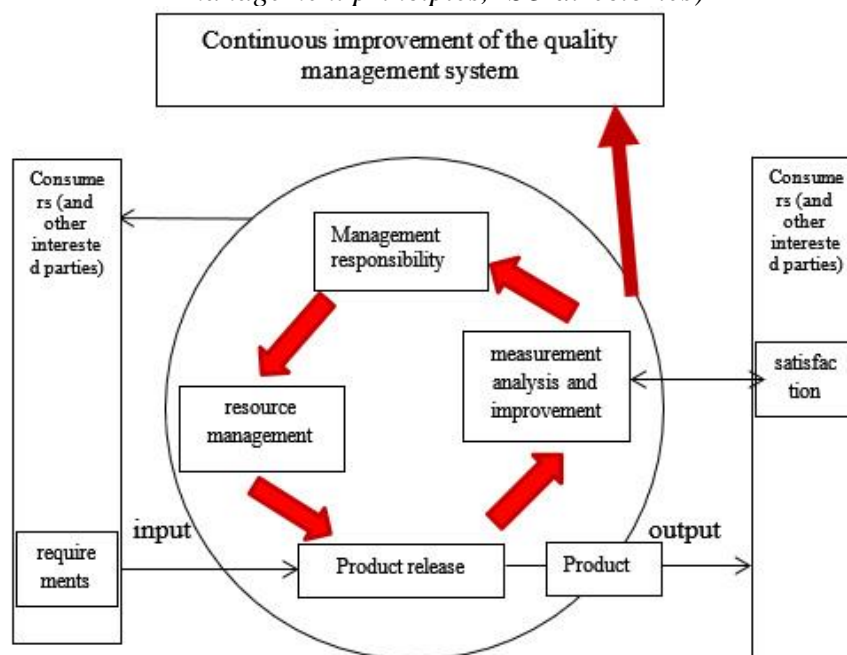 Continuous improvement of the quality
management system
Consume
rs (and
other
intereste
d parties)
Consume
rs (and
other
intereste
d parties)
Management
responsibility
measurement
analysis and
improvement
satisfac
tion
resource
management
input
output
require
ments
Product release
Product